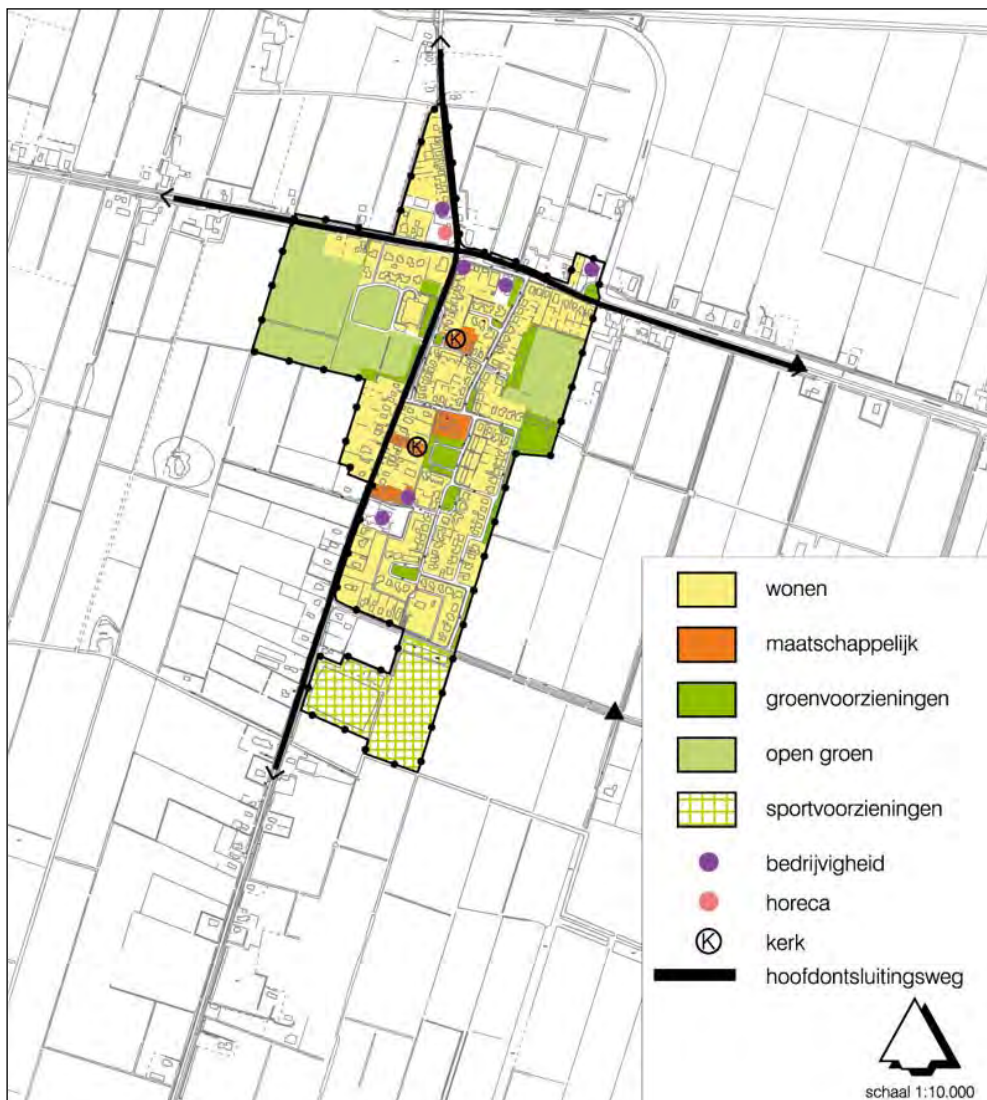 wonen
maatschappelijk
groenvoorzieningen
open groen
sportvoorzieningen
bedrijvigheid
horeca
K kerk
hoofdontsluitingsweg
schaal 1:10.000
K
K